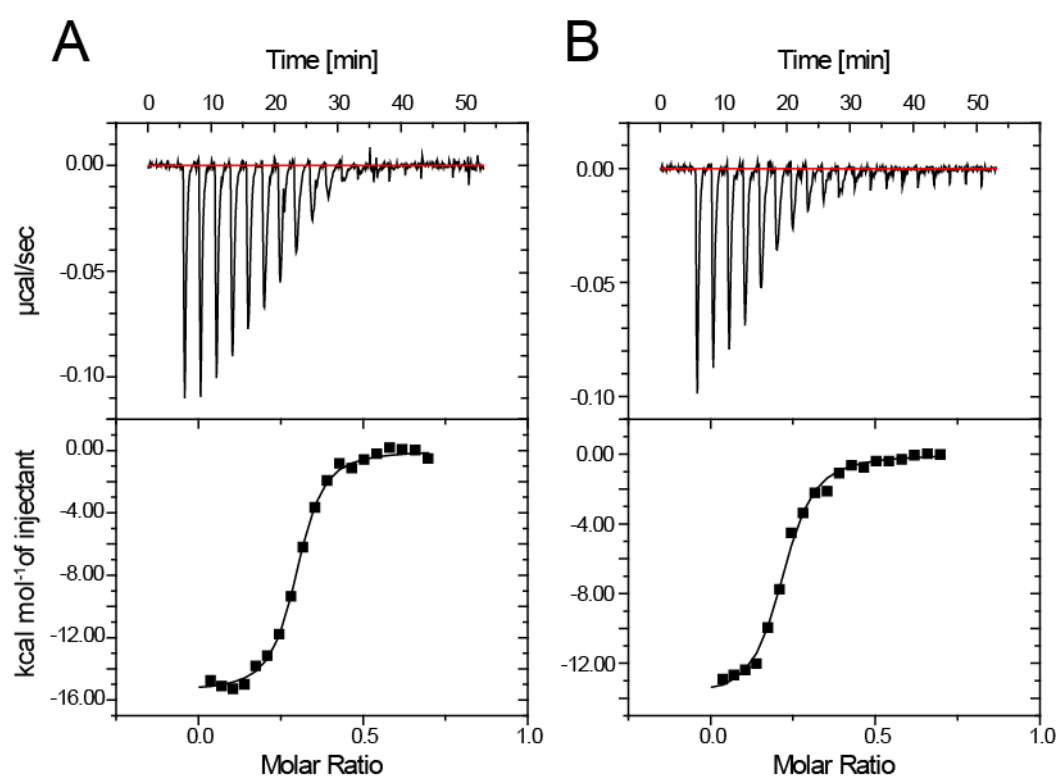 A
Time [min]
0 10 20 30 40 50
0.00
-0.05
-0.10
µcal/sec
0.00
-4.00
-8.00
-12.00
-16.00
kcal mol⁻¹of injectant
0.0 0.5 1.0
Molar Ratio
B
Time [min]
0 10 20 30 40 50
0.00
-0.05
-0.10
0.00
-4.00
-8.00
-12.00
0.0 0.5 1.0
Molar Ratio